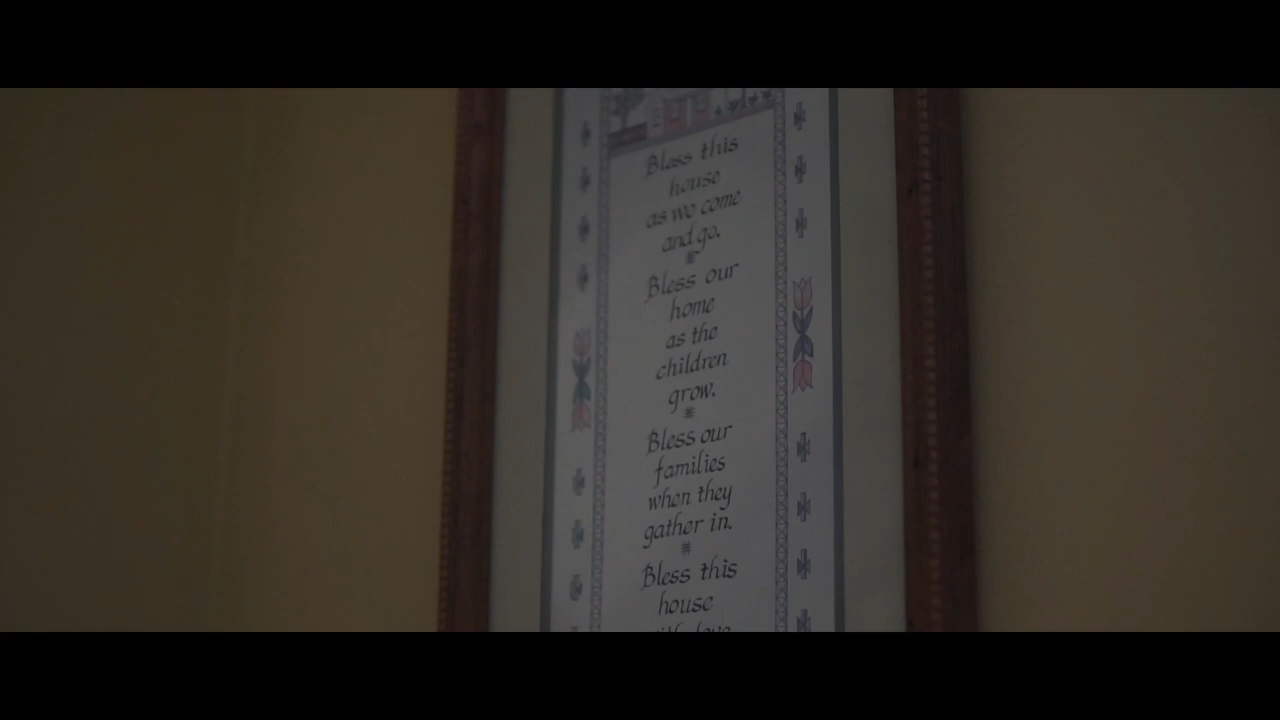 Bless this
house
as we come
and go.
Bless our
home
as the
children
grow.
Bless our
families
when they
gather in.
Bless this
house
love